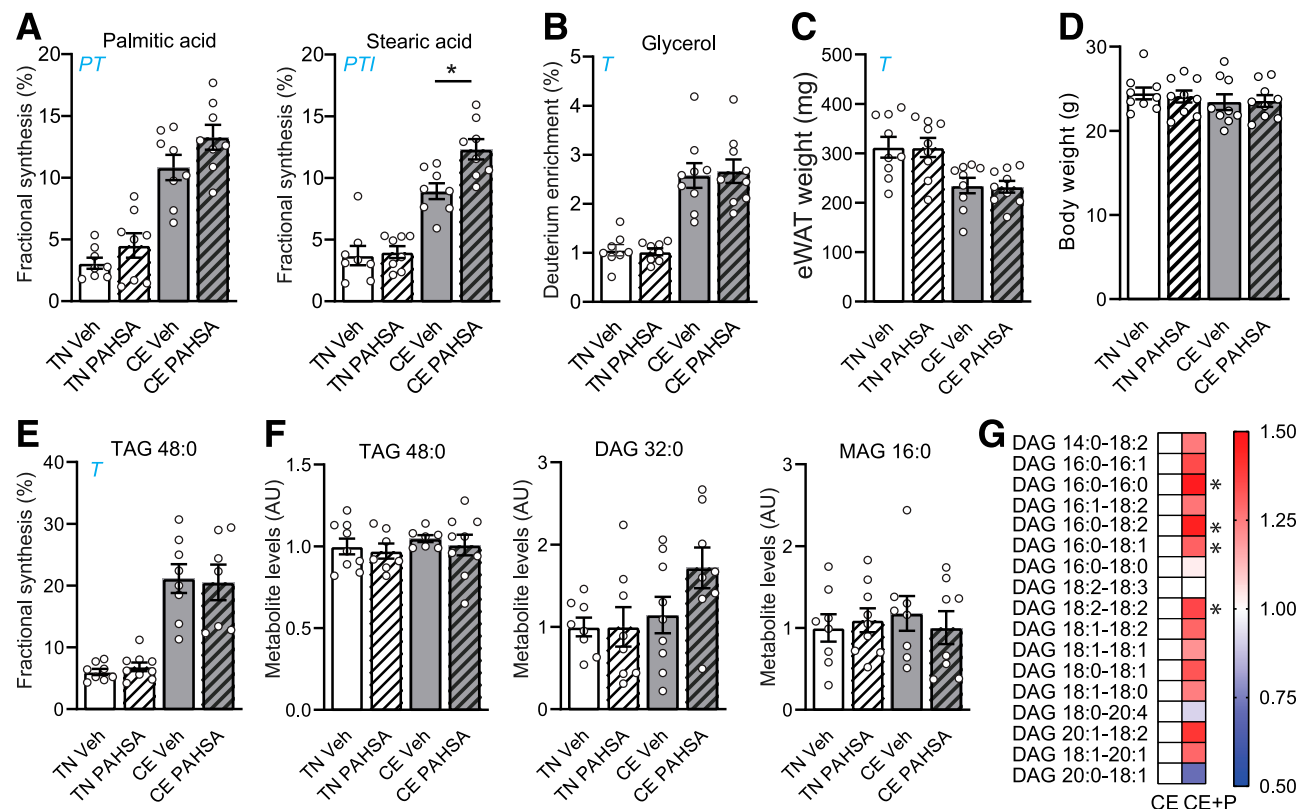 A
Palmitic acid
PT
Fractional synthesis (%)
20
15
10
5
0
TN Veh
TN PAHSA
CE Veh
CE PAHSA
Stearic acid
PTI
*
Fractional synthesis (%)
20
15
10
5
0
TN Veh
TN PAHSA
CE Veh
CE PAHSA
B
Glycerol
T
Deuterium enrichment (%)
5
4
3
2
1
0
TN Veh
TN PAHSA
CE Veh
CE PAHSA
C
T
eWAT weight (mg)
500
400
300
200
100
0
TN Veh
TN PAHSA
CE Veh
CE PAHSA
D
Body weight (g)
30
20
10
0
TN Veh
TN PAHSA
CE Veh
CE PAHSA
E
TAG 48:0
T
Fractional synthesis (%)
40
30
20
10
0
TN Veh
TN PAHSA
CE Veh
CE PAHSA
F
TAG 48:0
Metabolite levels (AU)
1.5
1.0
0.5
0.0
TN Veh
TN PAHSA
CE Veh
CE PAHSA
DAG 32:0
Metabolite levels (AU)
3
2
1
0
TN Veh
TN PAHSA
CE Veh
CE PAHSA
MAG 16:0
Metabolite levels (AU)
3
2
1
0
TN Veh
TN PAHSA
CE Veh
CE PAHSA
G
DAG 14:0-18:2
DAG 16:0-16:1
DAG 16:0-16:0 *
DAG 16:1-18:2
DAG 16:0-18:2 *
DAG 16:0-18:1 *
DAG 16:0-18:0
DAG 18:2-18:3
DAG 18:2-18:2 *
DAG 18:1-18:2
DAG 18:1-18:1
DAG 18:0-18:1
DAG 18:1-18:0
DAG 18:0-20:4
DAG 20:1-18:2
DAG 18:1-20:1
DAG 20:0-18:1
CE CE+P
1.50
1.25
1.00
0.75
0.50